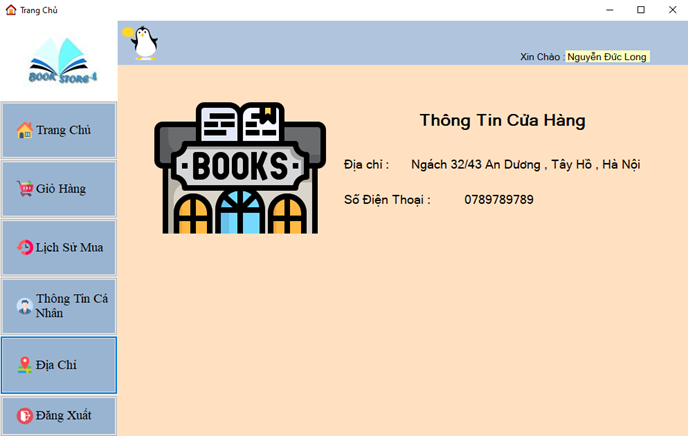 Trang Chủ
BOOK STORE-4
Xin Chào : Nguyễn Đức Long
Trang Chủ
Giỏ Hàng
Lịch Sử Mua
Thông Tin Cá
Nhân
Địa Chỉ
Đăng Xuất
BOOKS
Thông Tin Cửa Hàng
Địa chỉ : Ngách 32/43 An Dương , Tây Hồ , Hà Nội
Số Điện Thoại : 0789789789